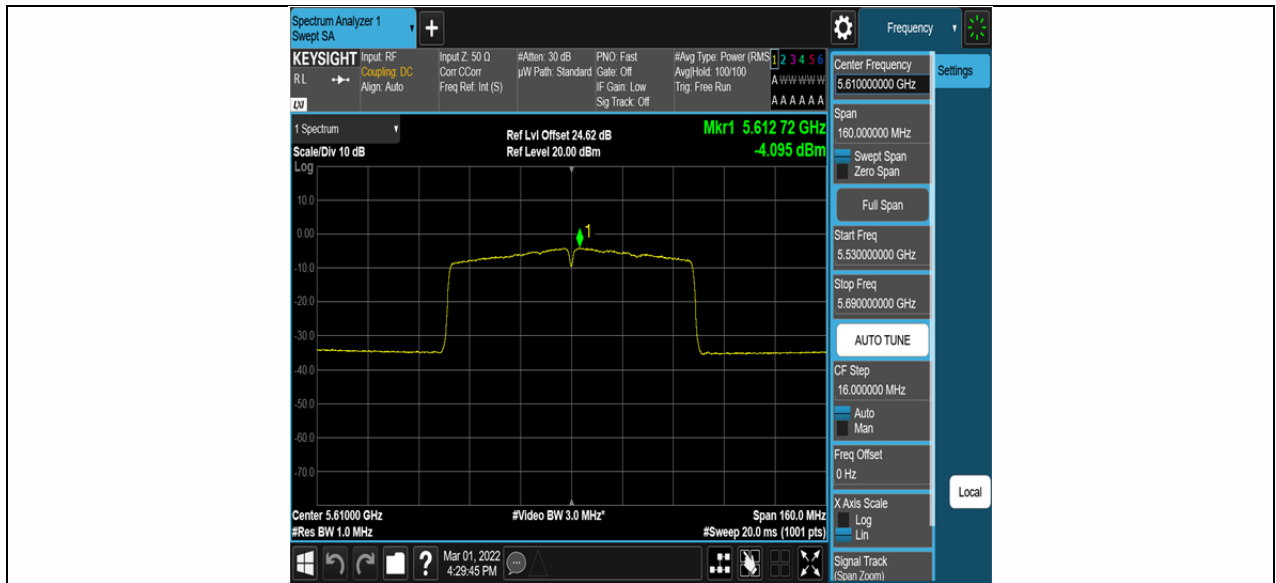 Spectrum Analyzer 1
Swept SA
+
Frequency
KEYSIGHT
RL
LXI
Input: RF
Coupling: DC
Align: Auto
Input Z: 50 Ω
Corr CCorr
Freq Ref: Int (S)
#Atten: 30 dB
µW Path: Standard
PNO: Fast
Gate: Off
IF Gain: Low
Sig Track: Off
#Avg Type: Power (RMS
Avg|Hold: 100/100
Trig: Free Run
1 2 3 4 5 6
A W W W W W
A A A A A A
1 Spectrum
Scale/Div 10 dB
Ref Lvl Offset 24.62 dB
Ref Level 20.00 dBm
Mkr1 5.612 72 GHz
-4.095 dBm
Log
10.0
0.00
-10.0
-20.0
-30.0
-40.0
-50.0
-60.0
-70.0
1
Center 5.61000 GHz
#Res BW 1.0 MHz
#Video BW 3.0 MHz*
Span 160.0 MHz
#Sweep 20.0 ms (1001 pts)
Center Frequency
5.610000000 GHz
Settings
Span
160.000000 MHz
Swept Span
Zero Span
Full Span
Start Freq
5.530000000 GHz
Stop Freq
5.690000000 GHz
AUTO TUNE
CF Step
16.000000 MHz
Auto
Man
Freq Offset
0 Hz
X Axis Scale
Log
Lin
Local
Signal Track
(Span Zoom)
?
Mar 01, 2022
4:29:45 PM